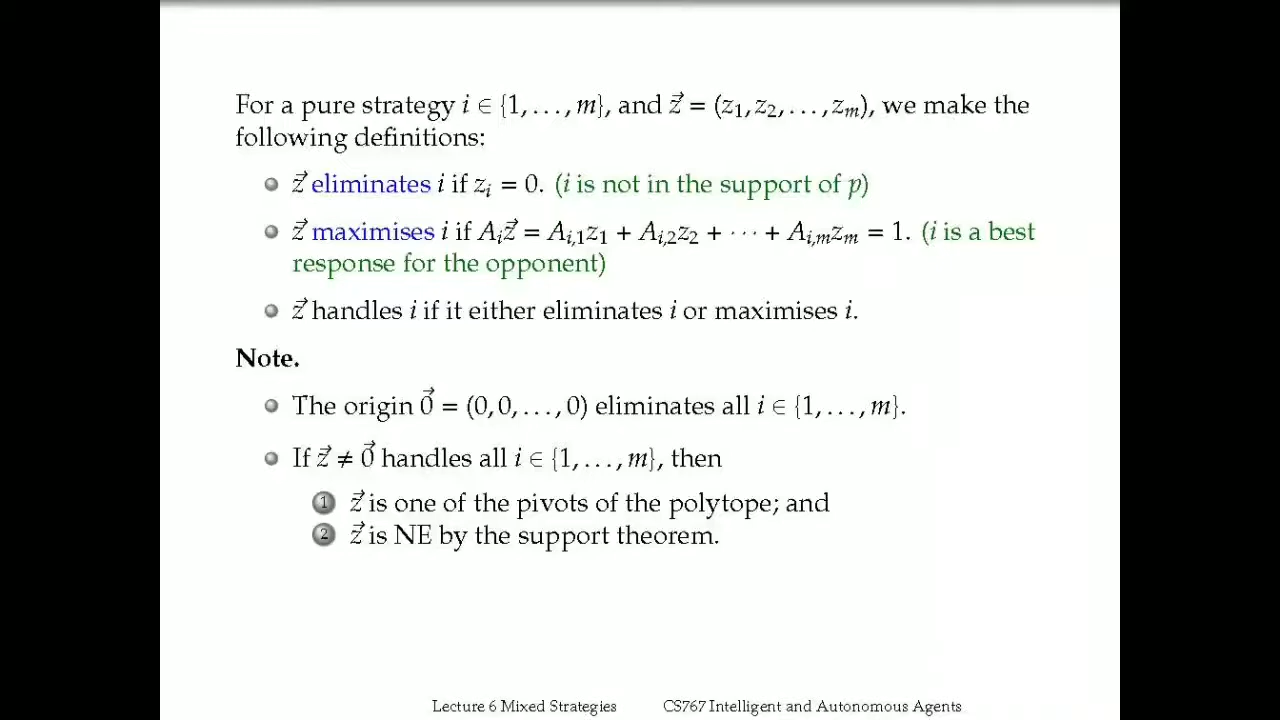 For a pure strategy i ∈ {1, . . . , m}, and z⃗ = (z₁, z₂, . . . , zₘ), we make the
following definitions:
z⃗ eliminates i if zᵢ = 0. (i is not in the support of p)
z⃗ maximises i if Aᵢz⃗ = Aᵢ,₁z₁ + Aᵢ,₂z₂ + · · · + Aᵢ,ₘzₘ = 1. (i is a best
response for the opponent)
z⃗ handles i if it either eliminates i or maximises i.
Note.
The origin 0⃗ = (0, 0, . . . , 0) eliminates all i ∈ {1, . . . , m}.
If z⃗ ≠ 0⃗ handles all i ∈ {1, . . . , m}, then
1 z⃗ is one of the pivots of the polytope; and
2 z⃗ is NE by the support theorem.
Lecture 6 Mixed Strategies CS767 Intelligent and Autonomous Agents